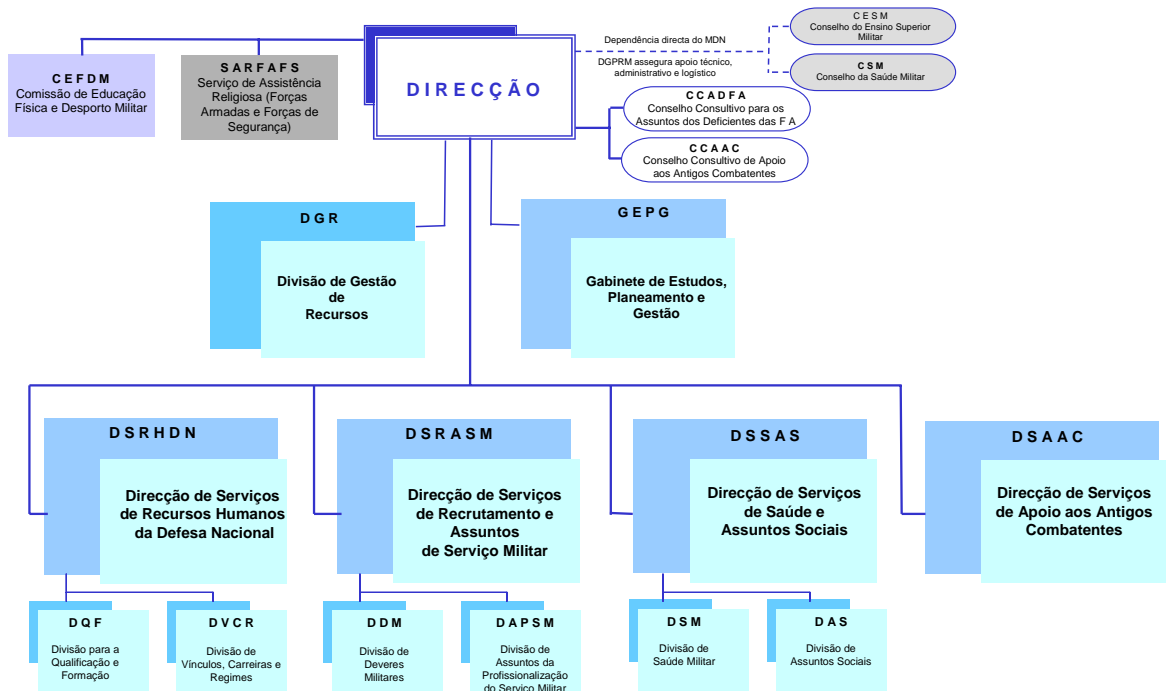 C E F D M
Comissão de Educação
Física e Desporto Militar
S A R F A F S
Serviço de Assistência
Religiosa (Forças
Armadas e Forças de
Segurança)
D I R E C Ç Ã O
Dependência directa do MDN
DGPRM assegura apoio técnico,
administrativo e logístico
C E S M
Conselho do Ensino Superior
Militar
C S M
Conselho da Saúde Militar
C C A D F A
Conselho Consultivo para os
Assuntos dos Deficientes das F A
C C A A C
Conselho Consultivo de Apoio
aos Antigos Combatentes
D G R
Divisão de Gestão
de
Recursos
G E P G
Gabinete de Estudos,
Planeamento e
Gestão
D S R H D N
Direcção de Serviços
de Recursos Humanos
da Defesa Nacional
D S R A S M
Direcção de Serviços
de Recrutamento e
Assuntos
de Serviço Militar
D S S A S
Direcção de Serviços
de Saúde e
Assuntos Sociais
D S A A C
Direcção de Serviços
de Apoio aos Antigos
Combatentes
D Q F
Divisão para a
Qualificação e
Formação
D V C R
Divisão de
Vínculos, Carreiras e
Regimes
D D M
Divisão de
Deveres
Militares
D A P S M
Divisão de
Assuntos da
Profissionalização
do Serviço Militar
D S M
Divisão de
Saúde Militar
D A S
Divisão de
Assuntos Sociais